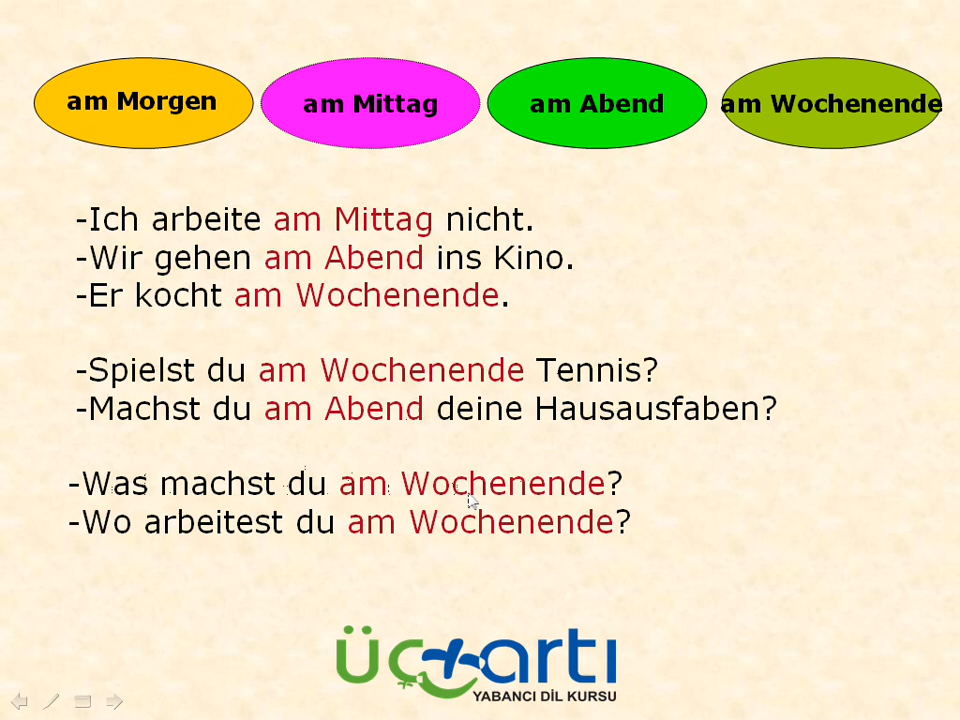 am Morgen am Mittag am Abend am Wochenende
-Ich arbeite am Mittag nicht.
-Wir gehen am Abend ins Kino.
-Er kocht am Wochenende.
-Spielst du am Wochenende Tennis?
-Machst du am Abend deine Hausausfaben?
-Was machst du am Wochenende?
-Wo arbeitest du am Wochenende?
üç artı
YABANCI DİL KURSU